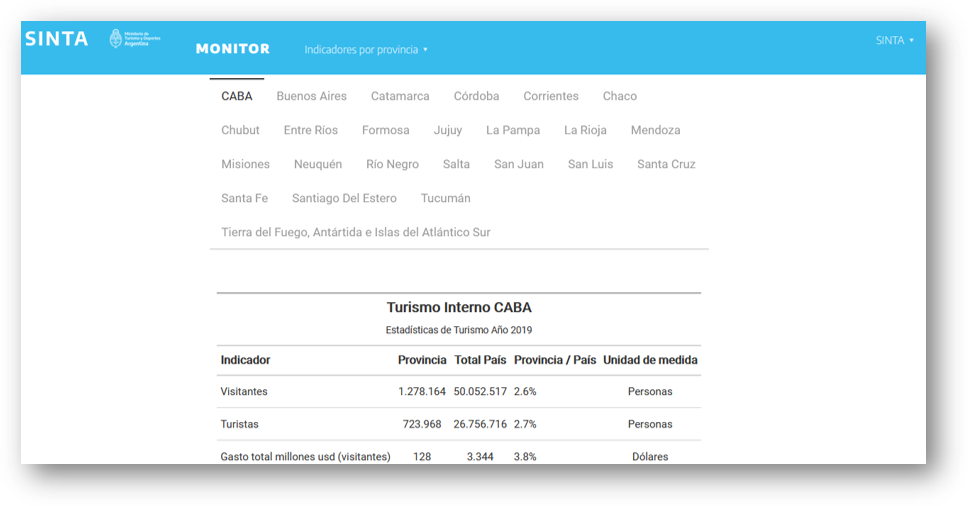 SINTA
Ministerio de
Turismo y Deportes
Argentina
MONITOR
Indicadores por provincia
SINTA
CABA Buenos Aires Catamarca Córdoba Corrientes Chaco
Chubut Entre Ríos Formosa Jujuy La Pampa La Rioja Mendoza
Misiones Neuquén Río Negro Salta San Juan San Luis Santa Cruz
Santa Fe Santiago Del Estero Tucumán
Tierra del Fuego, Antártida e Islas del Atlántico Sur
Turismo Interno CABA
Estadísticas de Turismo Año 2019
Indicador Provincia Total País Provincia / País Unidad de medida
Visitantes 1.278.164 50.052.517 2.6% Personas
Turistas 723.968 26.756.716 2.7% Personas
Gasto total millones usd (visitantes) 128 3.344 3.8% Dólares